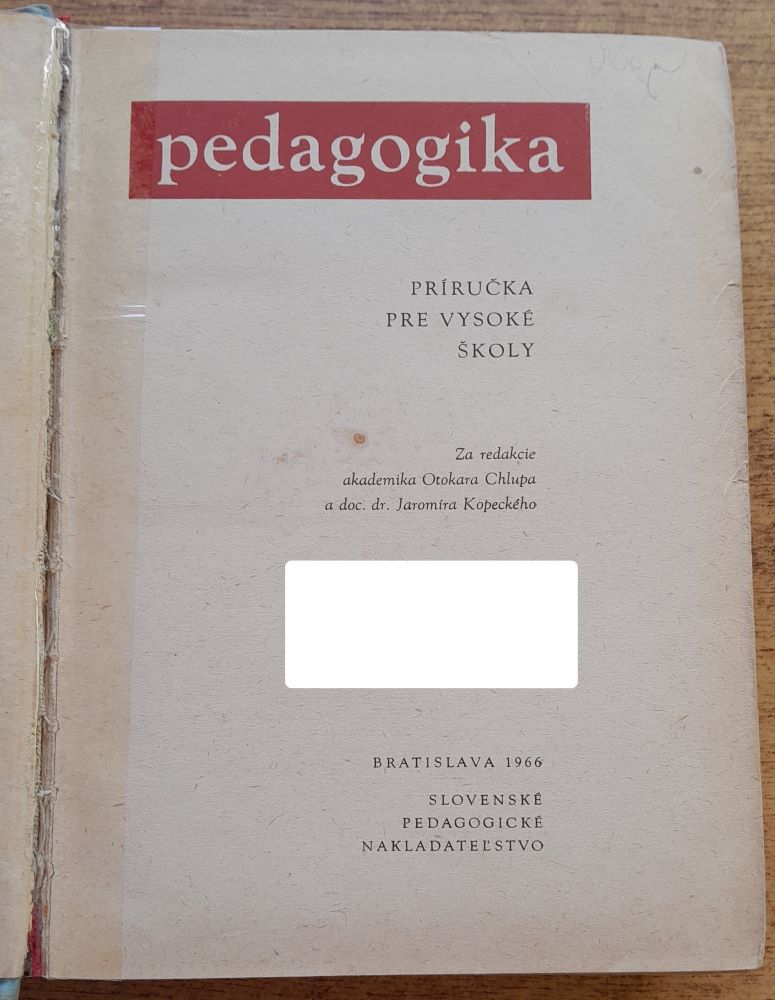 pedagogika
PRÍRUČKA
PRE VYSOKÉ
ŠKOLY
Za redakcie
akademika Otokara Chlupa
a doc. dr. Jaromíra Kopeckého
BRATISLAVA 1966
SLOVENSKÉ
PEDAGOGICKÉ
NAKLADATEĽSTVO